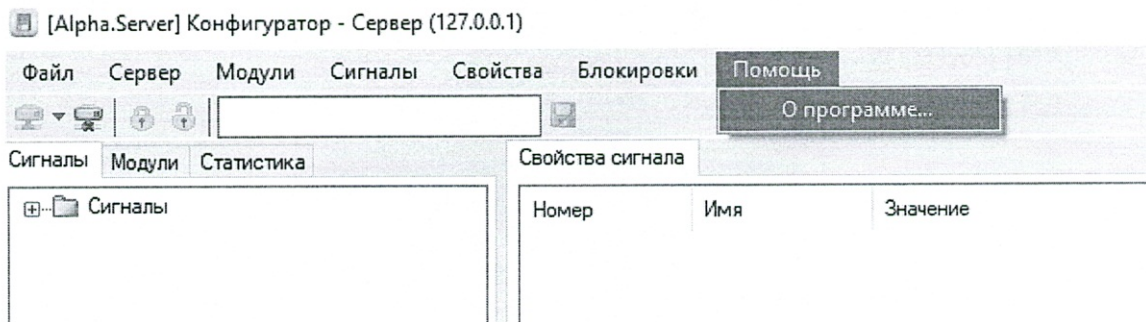 [Alpha.Server] Конфигуратор - Сервер (127.0.0.1)
Файл Сервер Модули Сигналы Свойства Блокировки Помощь
О программе...
Сигналы Модули Статистика Свойства сигнала
Сигналы Номер Имя Значение